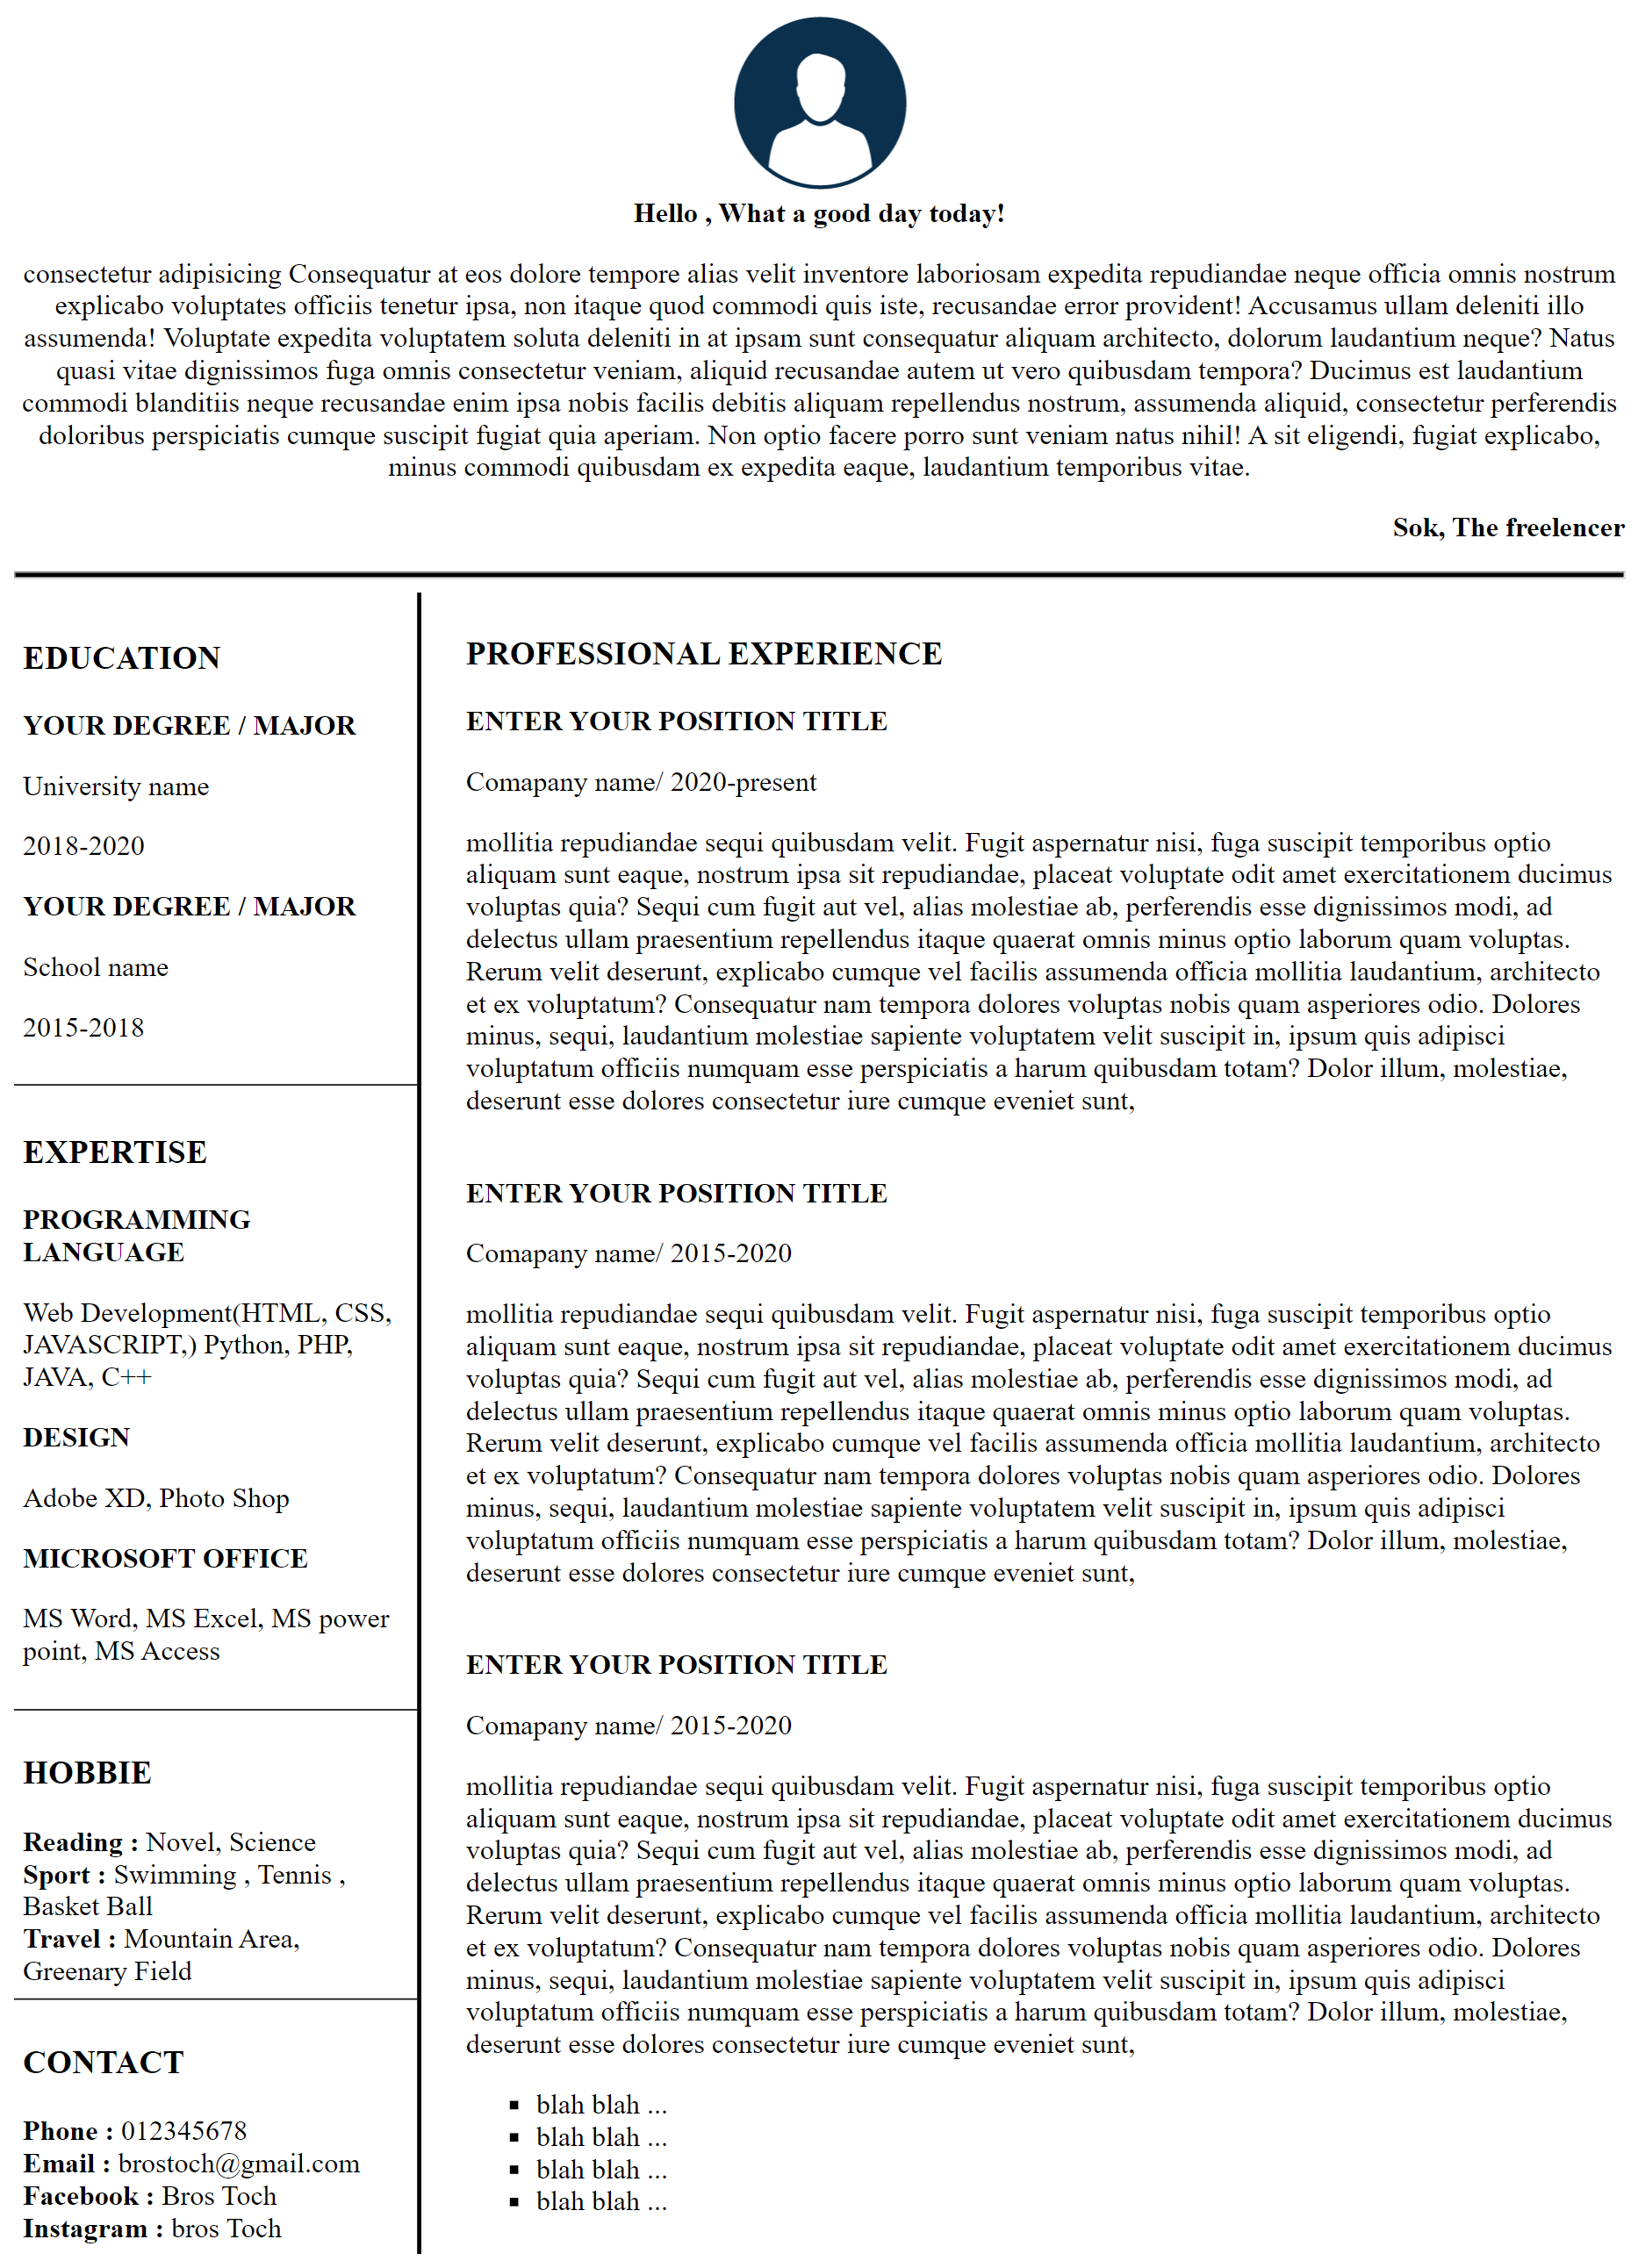 Hello , What a good day today!
consectetur adipisicing Consequatur at eos dolore tempore alias velit inventore laboriosam expedita repudiandae neque officia omnis nostrum
explicabo voluptates officiis tenetur ipsa, non itaque quod commodi quis iste, recusandae error provident! Accusamus ullam deleniti illo
assumenda! Voluptate expedita voluptatem soluta deleniti in at ipsam sunt consequatur aliquam architecto, dolorum laudantium neque? Natus
quasi vitae dignissimos fuga omnis consectetur veniam, aliquid recusandae autem ut vero quibusdam tempora? Ducimus est laudantium
commodi blanditiis neque recusandae enim ipsa nobis facilis debitis aliquam repellendus nostrum, assumenda aliquid, consectetur perferendis
doloribus perspiciatis cumque suscipit fugiat quia aperiam. Non optio facere porro sunt veniam natus nihil! A sit eligendi, fugiat explicabo,
minus commodi quibusdam ex expedita eaque, laudantium temporibus vitae.
Sok, The freelencer
EDUCATION
YOUR DEGREE / MAJOR
University name
2018-2020
YOUR DEGREE / MAJOR
School name
2015-2018
EXPERTISE
PROGRAMMING
LANGUAGE
Web Development(HTML, CSS,
JAVASCRIPT,) Python, PHP,
JAVA, C++
DESIGN
Adobe XD, Photo Shop
MICROSOFT OFFICE
MS Word, MS Excel, MS power
point, MS Access
HOBBIE
Reading : Novel, Science
Sport : Swimming , Tennis ,
Basket Ball
Travel : Mountain Area,
Greenary Field
CONTACT
Phone : 012345678
Email : brostoch@gmail.com
Facebook : Bros Toch
Instagram : bros Toch
PROFESSIONAL EXPERIENCE
ENTER YOUR POSITION TITLE
Comapany name/ 2020-present
mollitia repudiandae sequi quibusdam velit. Fugit aspernatur nisi, fuga suscipit temporibus optio
aliquam sunt eaque, nostrum ipsa sit repudiandae, placeat voluptate odit amet exercitationem ducimus
voluptas quia? Sequi cum fugit aut vel, alias molestiae ab, perferendis esse dignissimos modi, ad
delectus ullam praesentium repellendus itaque quaerat omnis minus optio laborum quam voluptas.
Rerum velit deserunt, explicabo cumque vel facilis assumenda officia mollitia laudantium, architecto
et ex voluptatum? Consequatur nam tempora dolores voluptas nobis quam asperiores odio. Dolores
minus, sequi, laudantium molestiae sapiente voluptatem velit suscipit in, ipsum quis adipisci
voluptatum officiis numquam esse perspiciatis a harum quibusdam totam? Dolor illum, molestiae,
deserunt esse dolores consectetur iure cumque eveniet sunt,
ENTER YOUR POSITION TITLE
Comapany name/ 2015-2020
mollitia repudiandae sequi quibusdam velit. Fugit aspernatur nisi, fuga suscipit temporibus optio
aliquam sunt eaque, nostrum ipsa sit repudiandae, placeat voluptate odit amet exercitationem ducimus
voluptas quia? Sequi cum fugit aut vel, alias molestiae ab, perferendis esse dignissimos modi, ad
delectus ullam praesentium repellendus itaque quaerat omnis minus optio laborum quam voluptas.
Rerum velit deserunt, explicabo cumque vel facilis assumenda officia mollitia laudantium, architecto
et ex voluptatum? Consequatur nam tempora dolores voluptas nobis quam asperiores odio. Dolores
minus, sequi, laudantium molestiae sapiente voluptatem velit suscipit in, ipsum quis adipisci
voluptatum officiis numquam esse perspiciatis a harum quibusdam totam? Dolor illum, molestiae,
deserunt esse dolores consectetur iure cumque eveniet sunt,
ENTER YOUR POSITION TITLE
Comapany name/ 2015-2020
mollitia repudiandae sequi quibusdam velit. Fugit aspernatur nisi, fuga suscipit temporibus optio
aliquam sunt eaque, nostrum ipsa sit repudiandae, placeat voluptate odit amet exercitationem ducimus
voluptas quia? Sequi cum fugit aut vel, alias molestiae ab, perferendis esse dignissimos modi, ad
delectus ullam praesentium repellendus itaque quaerat omnis minus optio laborum quam voluptas.
Rerum velit deserunt, explicabo cumque vel facilis assumenda officia mollitia laudantium, architecto
et ex voluptatum? Consequatur nam tempora dolores voluptas nobis quam asperiores odio. Dolores
minus, sequi, laudantium molestiae sapiente voluptatem velit suscipit in, ipsum quis adipisci
voluptatum officiis numquam esse perspiciatis a harum quibusdam totam? Dolor illum, molestiae,
deserunt esse dolores consectetur iure cumque eveniet sunt,
▪ blah blah ...
▪ blah blah ...
▪ blah blah ...
▪ blah blah ...